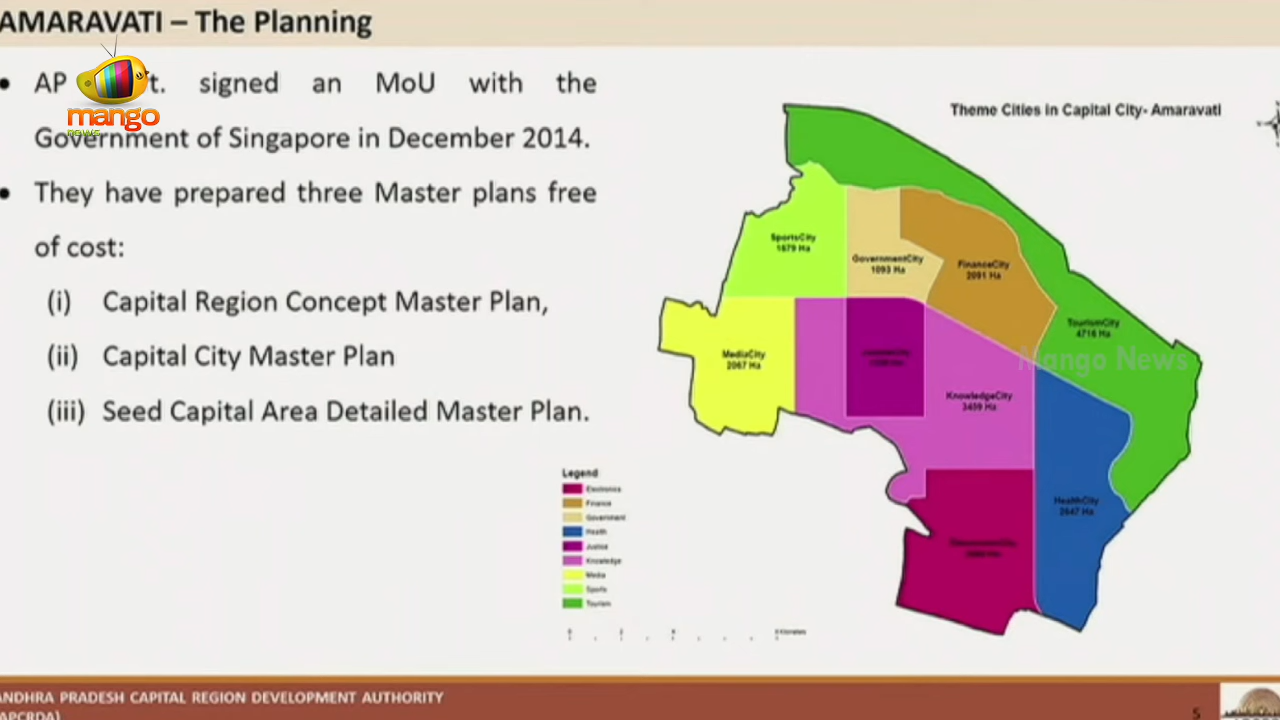 AMARAVATI – The Planning
• AP t. signed an MoU with the
Government of Singapore in December 2014.
• They have prepared three Master plans free
of cost:
(i) Capital Region Concept Master Plan,
(ii) Capital City Master Plan
(iii) Seed Capital Area Detailed Master Plan.
mango
news
Theme Cities in Capital City- Amaravati
SportsCity
1679 Ha
GovernmentCity
1093 Ha
FinanceCity
2091 Ha
TourismCity
4716 Ha
MediaCity
2067 Ha
JusticeCity
Mango News
KnowledgeCity
3459 Ha
HealthCity
2647 Ha
Legend
Electronics
Finance
Government
Health
Justice
Knowledge
Media
Sports
Tourism
Kilometers
ANDHRA PRADESH CAPITAL REGION DEVELOPMENT AUTHORITY
(APCRDA)
5